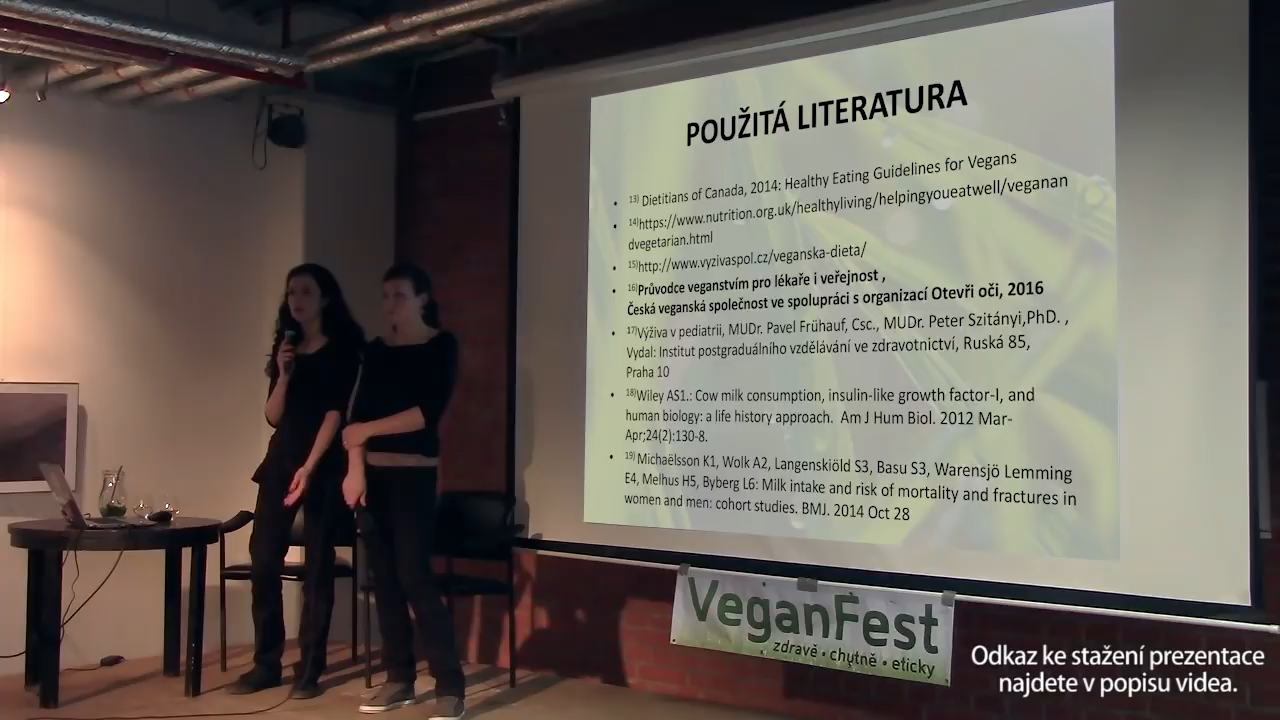 POUŽITÁ LITERATURA
• 13) Dietitians of Canada, 2014: Healthy Eating Guidelines for Vegans
• 14)https://www.nutrition.org.uk/healthyliving/helpingyoueatwell/veganan
dvegetarian.html
• 15)http://www.vyzivaspol.cz/veganska-dieta/
• 16)Průvodce veganstvím pro lékaře i veřejnost ,
Česká veganská společnost ve spolupráci s organizací Otevři oči, 2016
• 17)Výživa v pediatrii, MUDr. Pavel Frühauf, Csc., MUDr. Peter Szitányi,PhD. ,
Vydal: Institut postgraduálního vzdělávání ve zdravotnictví, Ruská 85,
Praha 10
• 18)Wiley AS1.: Cow milk consumption, insulin-like growth factor-I, and
human biology: a life history approach. Am J Hum Biol. 2012 Mar-
Apr;24(2):130-8.
• 19) Michaëlsson K1, Wolk A2, Langenskiöld S3, Basu S3, Warensjö Lemming
E4, Melhus H5, Byberg L6: Milk intake and risk of mortality and fractures in
women and men: cohort studies. BMJ. 2014 Oct 28
VeganFest
zdravě • chutně • eticky
Odkaz ke stažení prezentace
najdete v popisu videa.